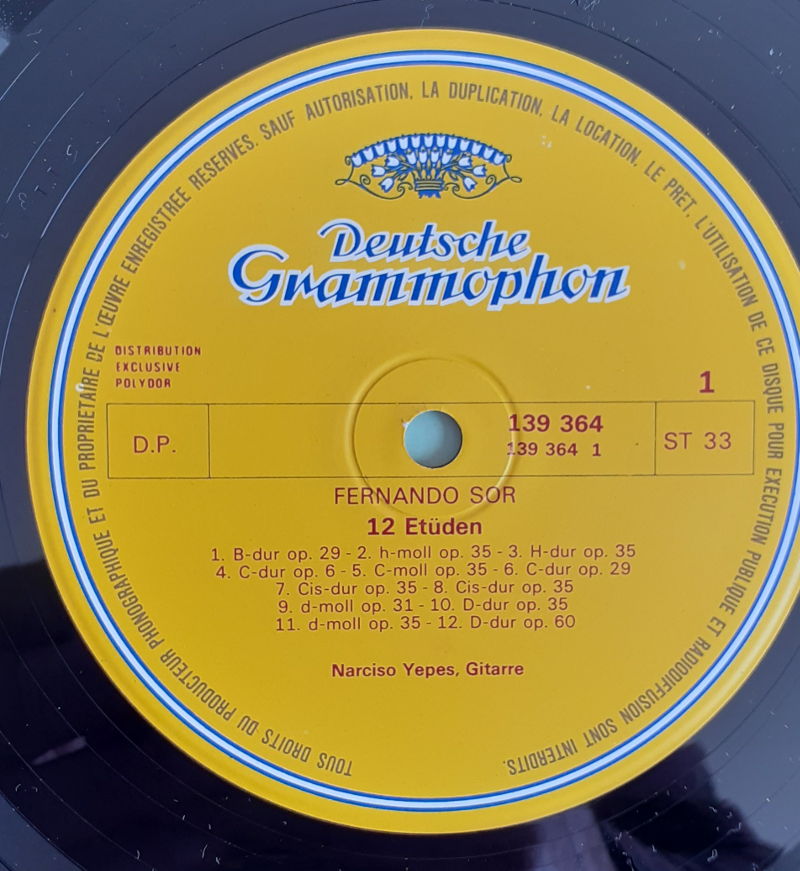 TOUS DROITS DU PRODUCTEUR PHONOGRAPHIQUE ET DU PROPRIETAIRE DE L'ŒUVRE ENREGISTREE RESERVES. SAUF AUTORISATION, LA DUPLICATION, LA LOCATION, LE PRET, L'UTILISATION DE CE DISQUE POUR EXECUTION PUBLIQUE ET RADIODIFFUSION SONT INTERDITS.
Deutsche
Grammophon
DISTRIBUTION
EXCLUSIVE
POLYDOR
1
D.P.
139 364
139 364 1
ST 33
FERNANDO SOR
12 Etüden
1. B-dur op. 29 - 2. h-moll op. 35 - 3. H-dur op. 35
4. C-dur op. 6 - 5. C-moll op. 35 - 6. C-dur op. 29
7. Cis-dur op. 35 - 8. Cis-dur op. 35
9. d-moll op. 31 - 10. D-dur op. 35
11. d-moll op. 35 - 12. D-dur op. 60
Narciso Yepes, Gitarre